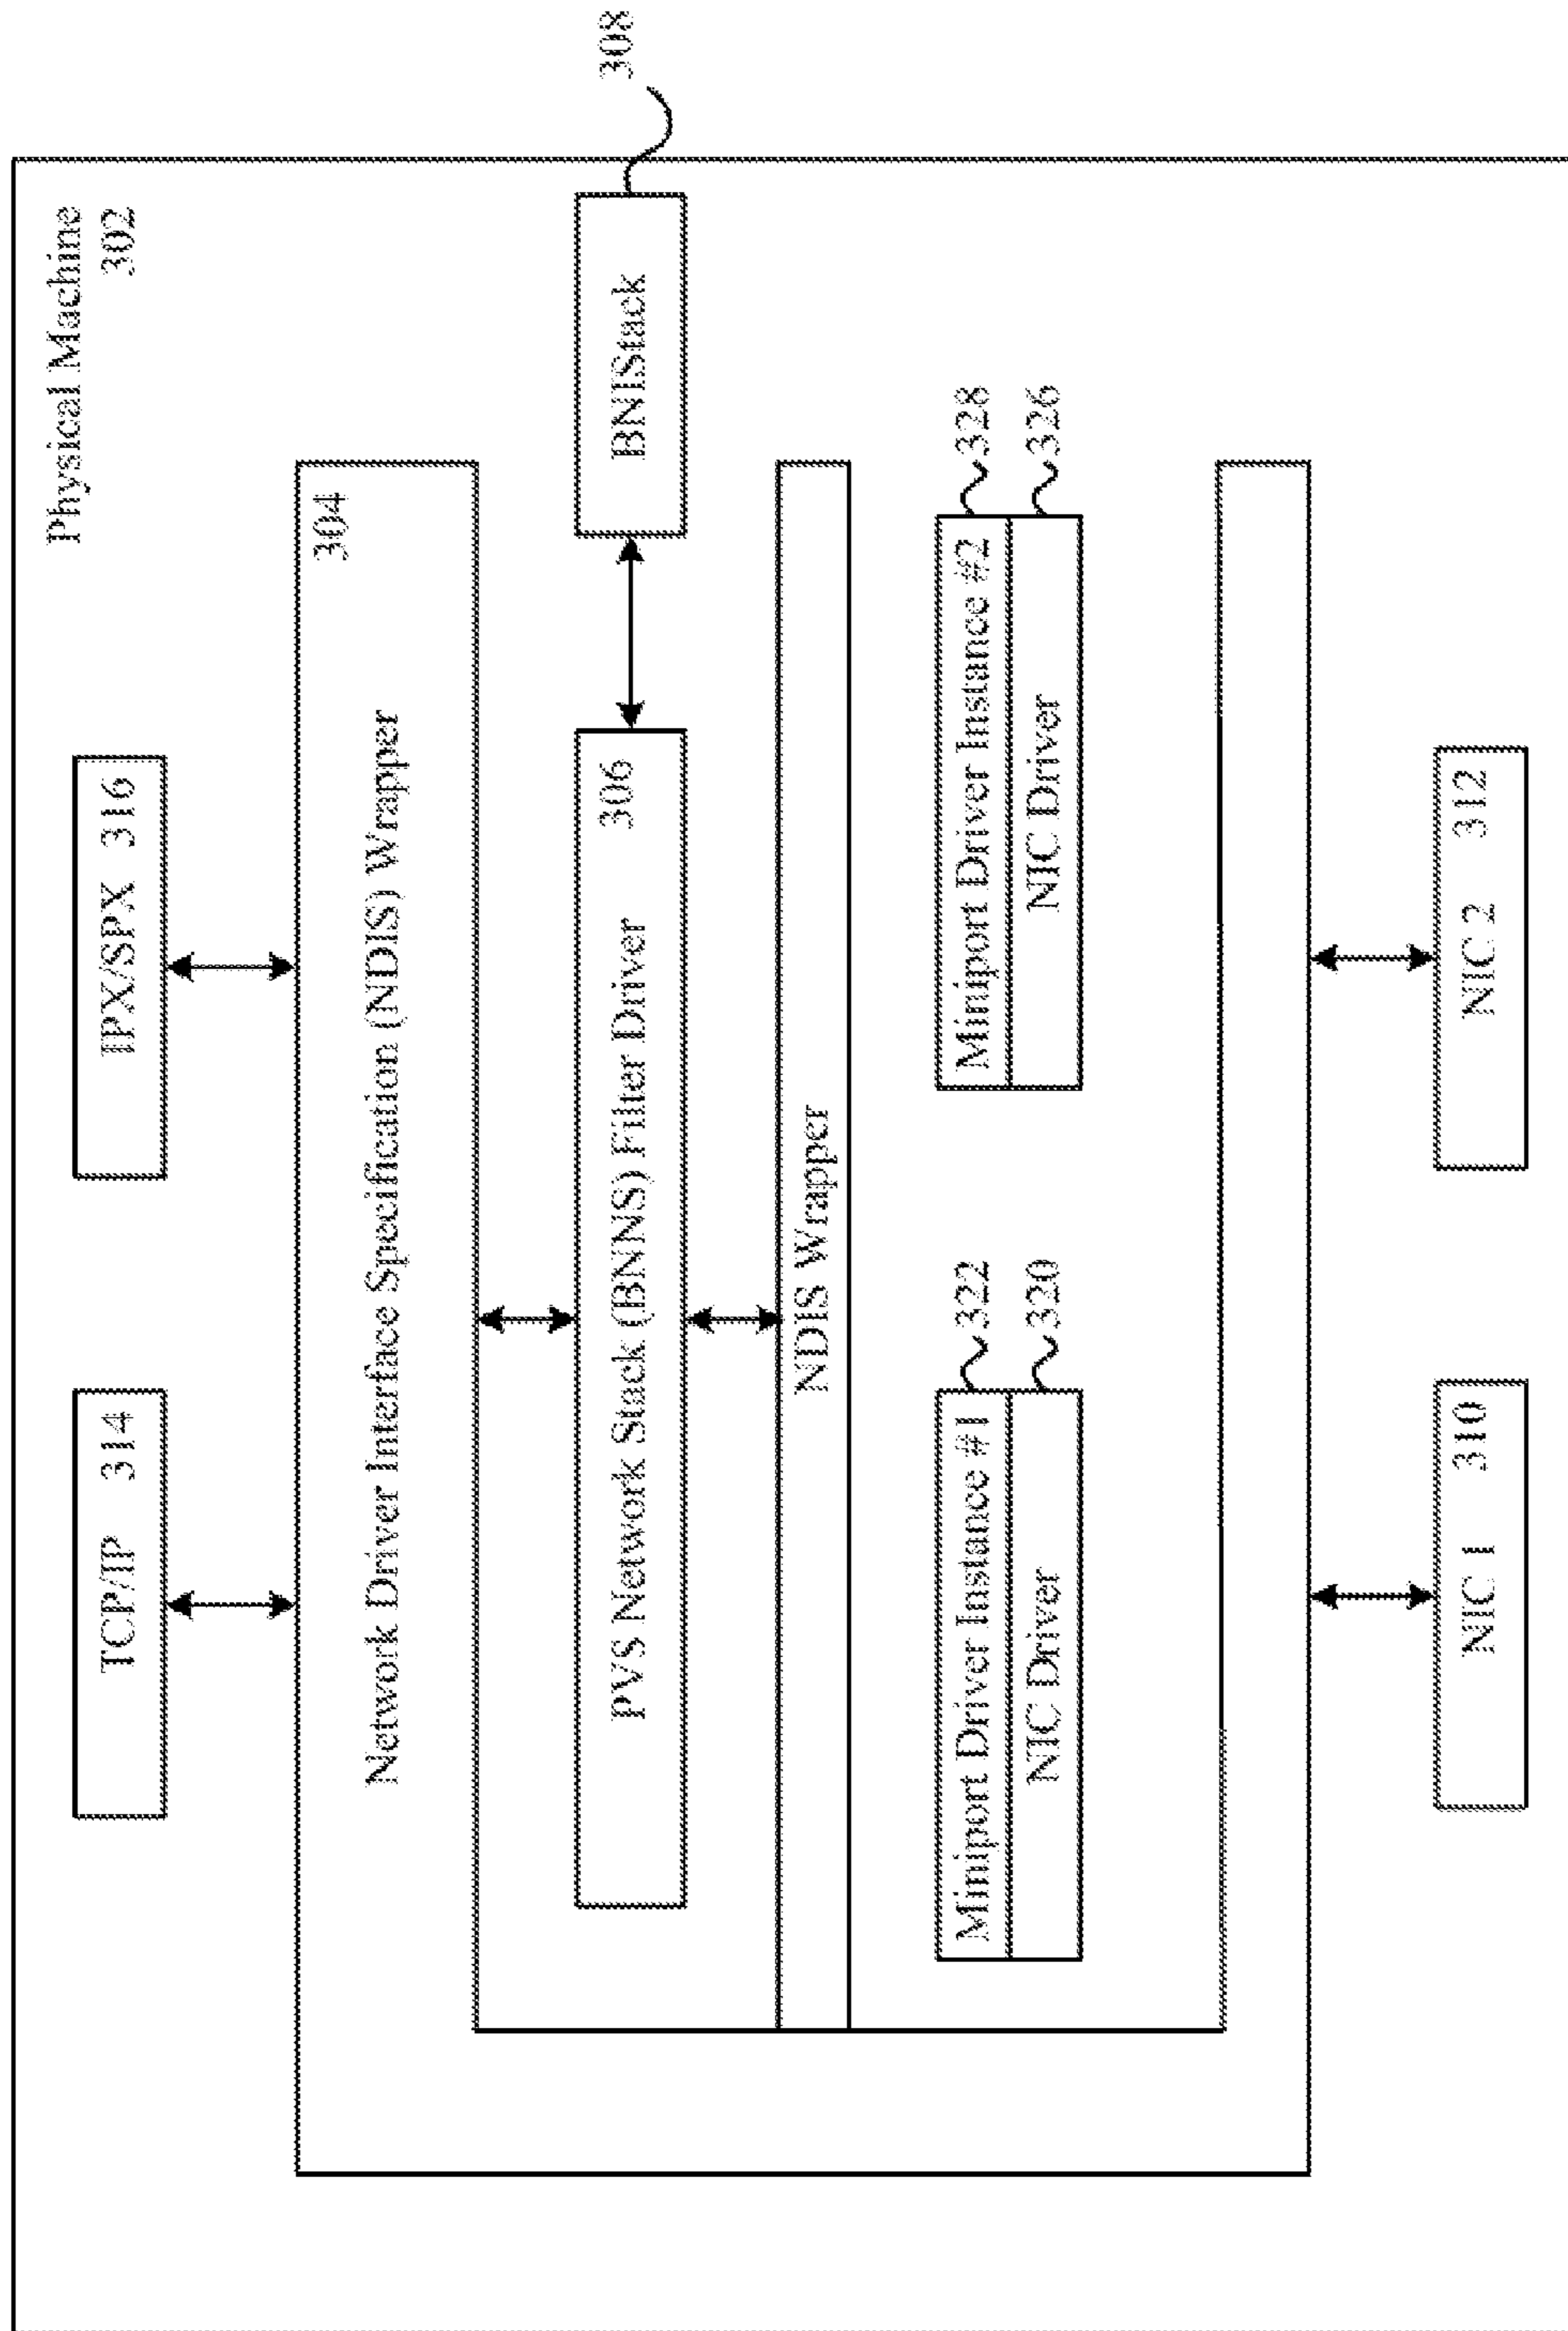 Physical Machine
302
TCP/IP 314
IPX/SPX 316
304
Network Driver Interface Specification (NDIS) Wrapper
PVS Network Stack (BNNS) Filter Driver 306
BNIStack
308
NDIS Wrapper
Miniport Driver Instance #1
322
NIC Driver
320
Miniport Driver Instance #2
328
NIC Driver
326
NIC 1 310
NIC 2 312